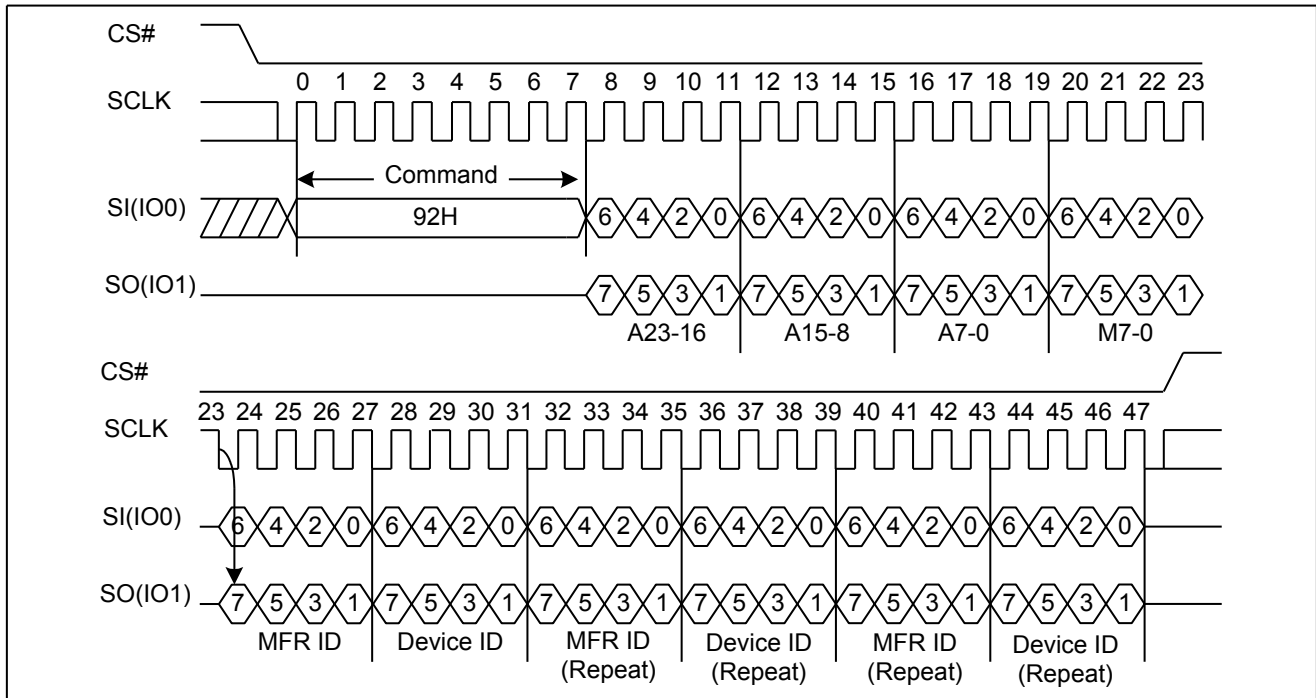 CS#
0 1 2 3 4 5 6 7 8 9 10 11 12 13 14 15 16 17 18 19 20 21 22 23
SCLK
Command
SI(IO0) 92H 6 4 2 0 6 4 2 0 6 4 2 0 6 4 2 0
SO(IO1) 7 5 3 1 7 5 3 1 7 5 3 1 7 5 3 1
A23-16 A15-8 A7-0 M7-0
CS#
23 24 25 26 27 28 29 30 31 32 33 34 35 36 37 38 39 40 41 42 43 44 45 46 47
SCLK
SI(IO0) 6 4 2 0 6 4 2 0 6 4 2 0 6 4 2 0 6 4 2 0 6 4 2 0
SO(IO1) 7 5 3 1 7 5 3 1 7 5 3 1 7 5 3 1 7 5 3 1 7 5 3 1
MFR ID Device ID MFR ID Device ID MFR ID Device ID
(Repeat) (Repeat) (Repeat) (Repeat)